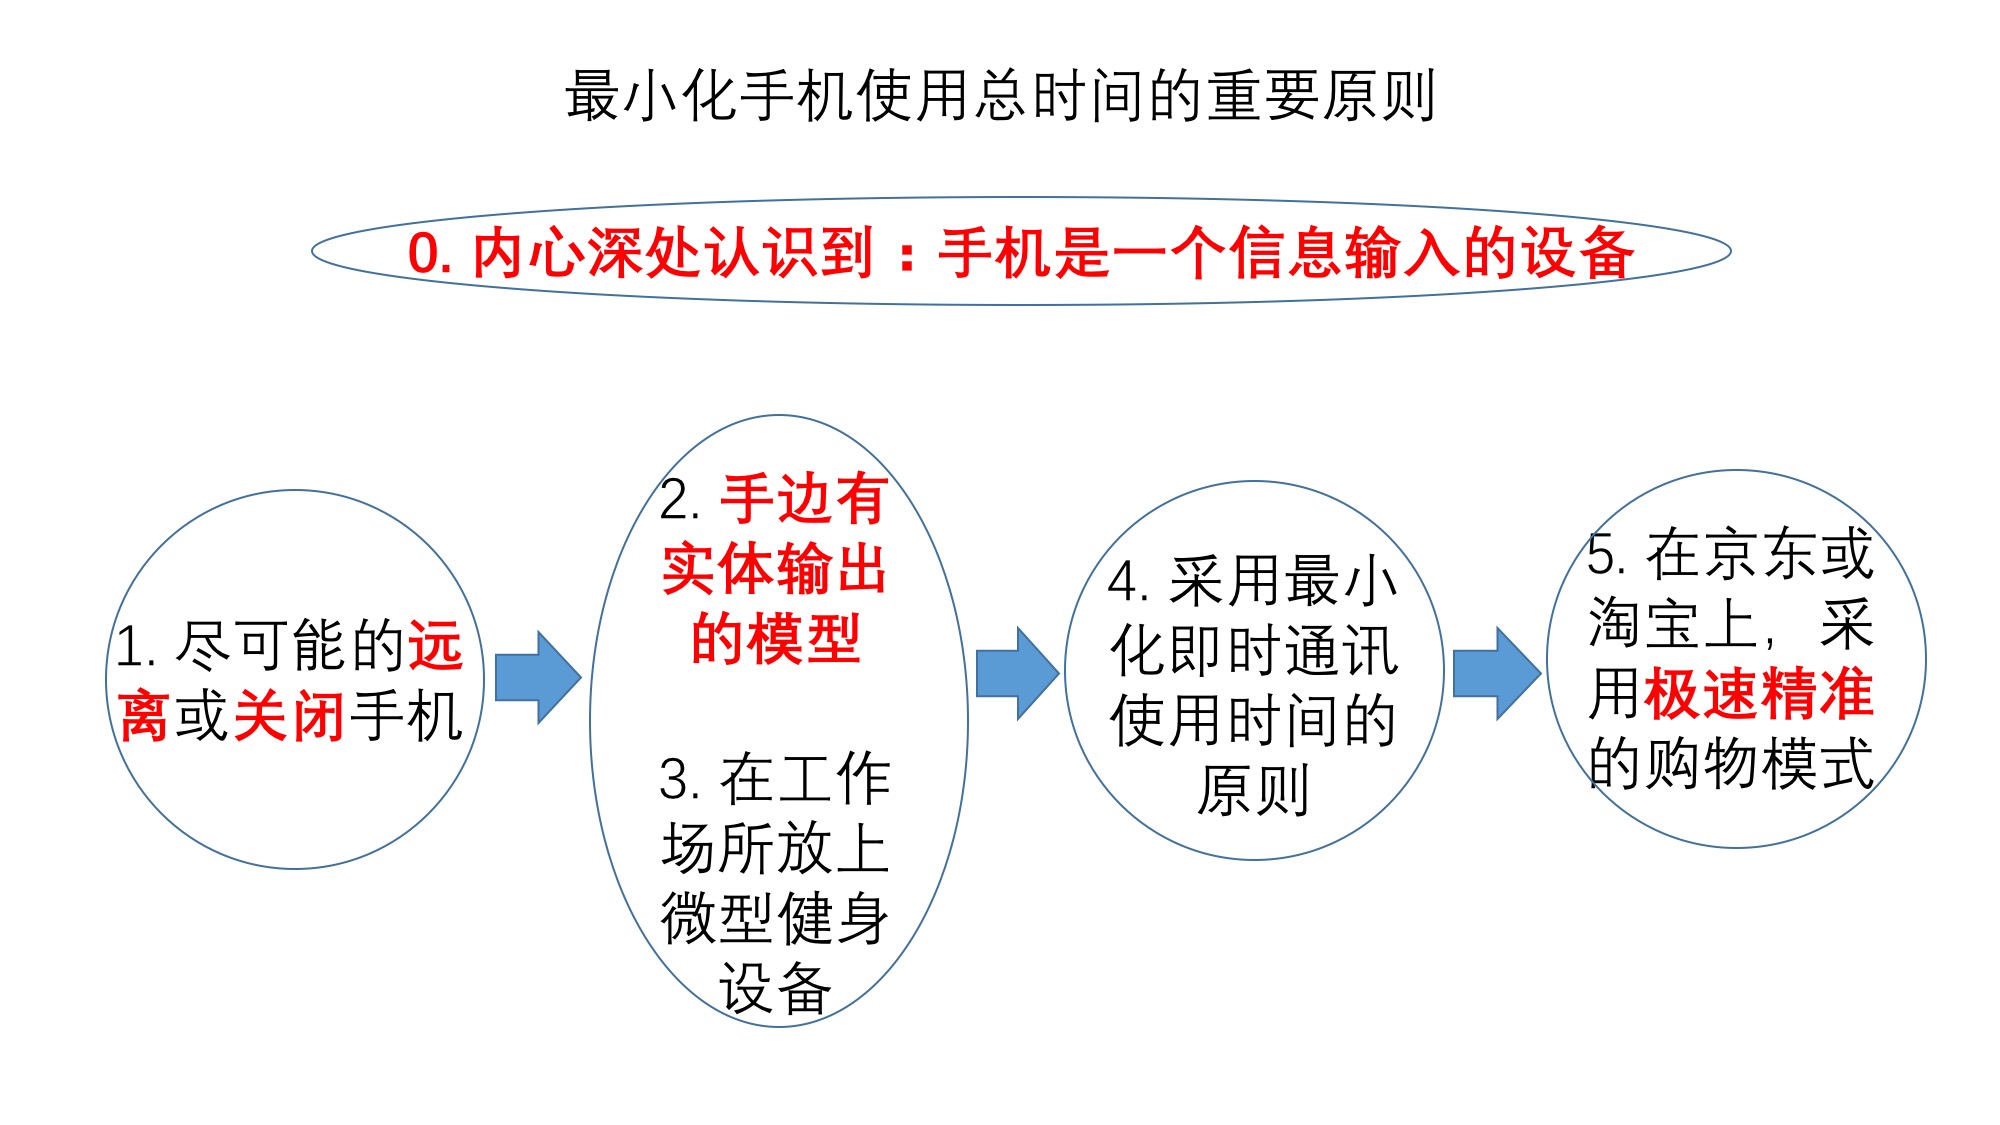 最小化手机使用总时间的重要原则
0. 内心深处认识到：手机是一个信息输入的设备
1. 尽可能的远
离或关闭手机
2. 手边有
实体输出
的模型
3. 在工作
场所放上
微型健身
设备
4. 采用最小
化即时通讯
使用时间的
原则
5. 在京东或
淘宝上，采
用极速精准
的购物模式